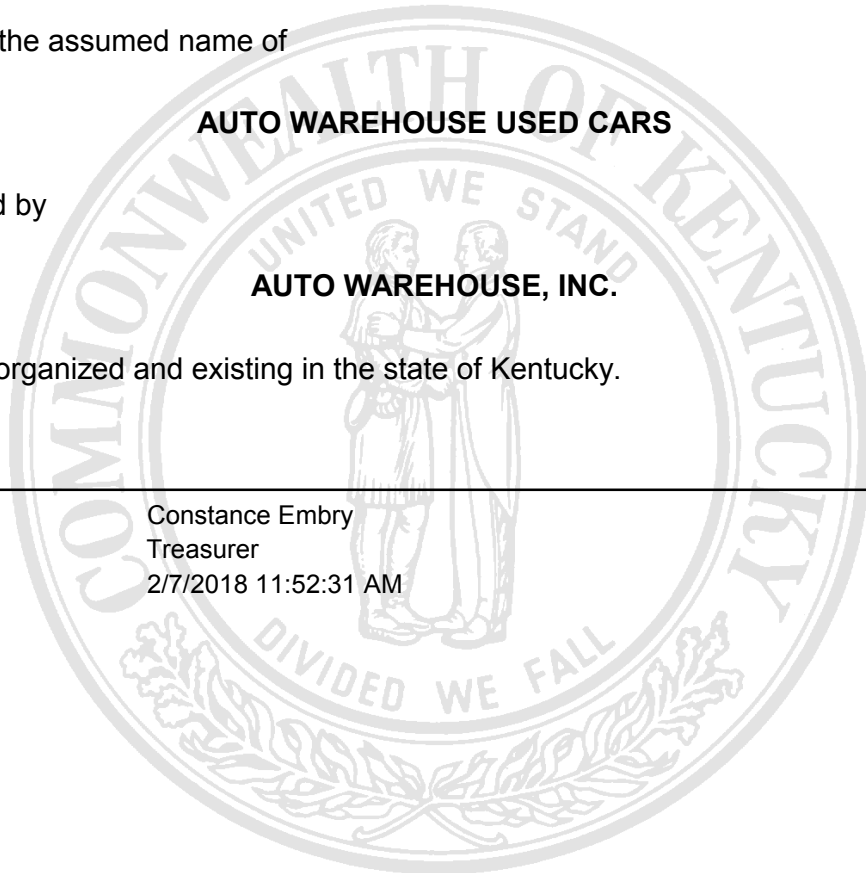 the assumed name of
AUTO WAREHOUSE USED CARS
d by
AUTO WAREHOUSE, INC.
organized and existing in the state of Kentucky.
Constance Embry
Treasurer
2/7/2018 11:52:31 AM
COMMONWEALTH OF KENTUCKY
UNITED WE STAND
DIVIDED WE FALL